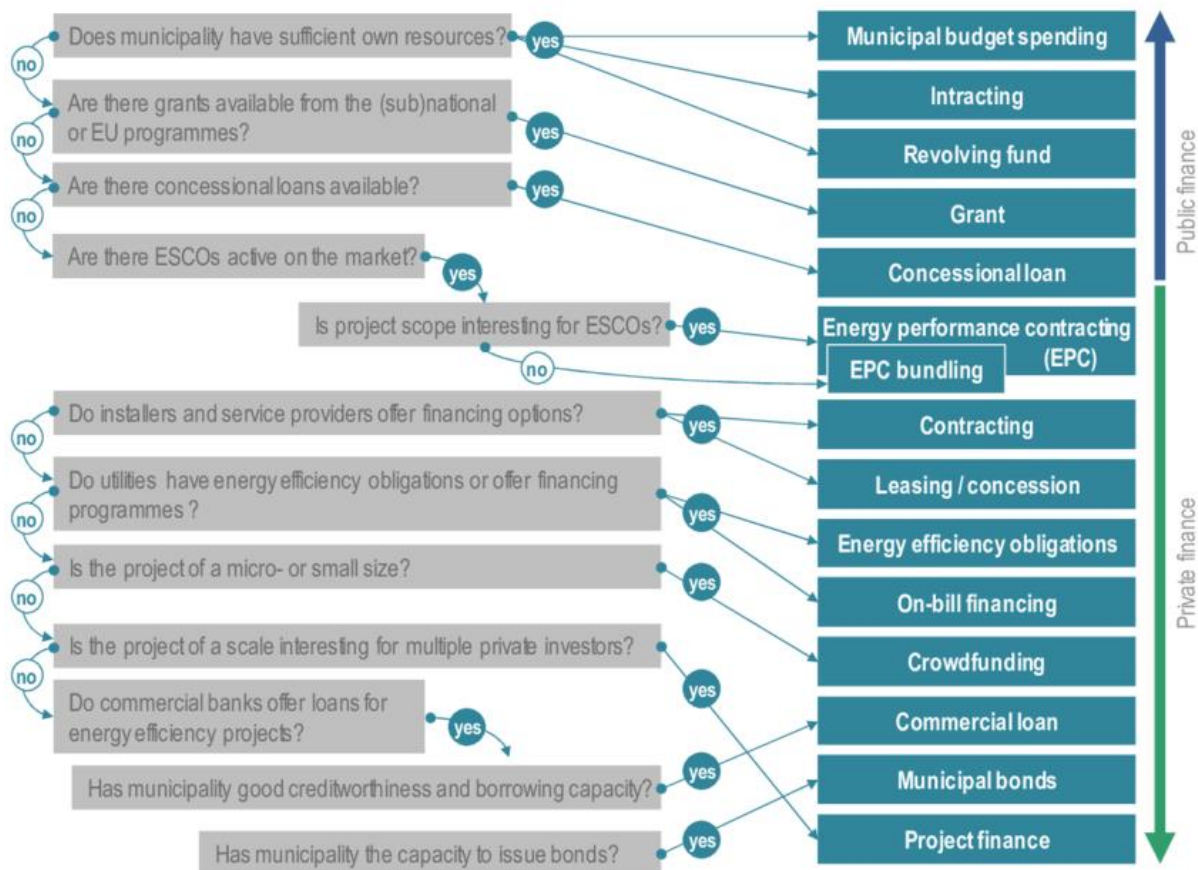 Does municipality have sufficient own resources?
yes
Municipal budget spending
no
Are there grants available from the (sub)national
or EU programmes?
yes
Intracting
Revolving fund
no
Are there concessional loans available?
yes
Grant
no
Are there ESCOs active on the market?
yes
Concessional loan
Is project scope interesting for ESCOs?
yes
Energy performance contracting
(EPC)
no
EPC bundling
Do installers and service providers offer financing options?
yes
Contracting
no
Leasing / concession
Do utilities have energy efficiency obligations or offer financing
programmes ?
yes
Energy efficiency obligations
no
Is the project of a micro- or small size?
yes
On-bill financing
no
Is the project of a scale interesting for multiple private investors?
yes
Crowdfunding
no
Do commercial banks offer loans for
energy efficiency projects?
yes
Commercial loan
Has municipality good creditworthiness and borrowing capacity?
yes
Municipal bonds
Has municipality the capacity to issue bonds?
yes
Project finance
Public finance
Private finance